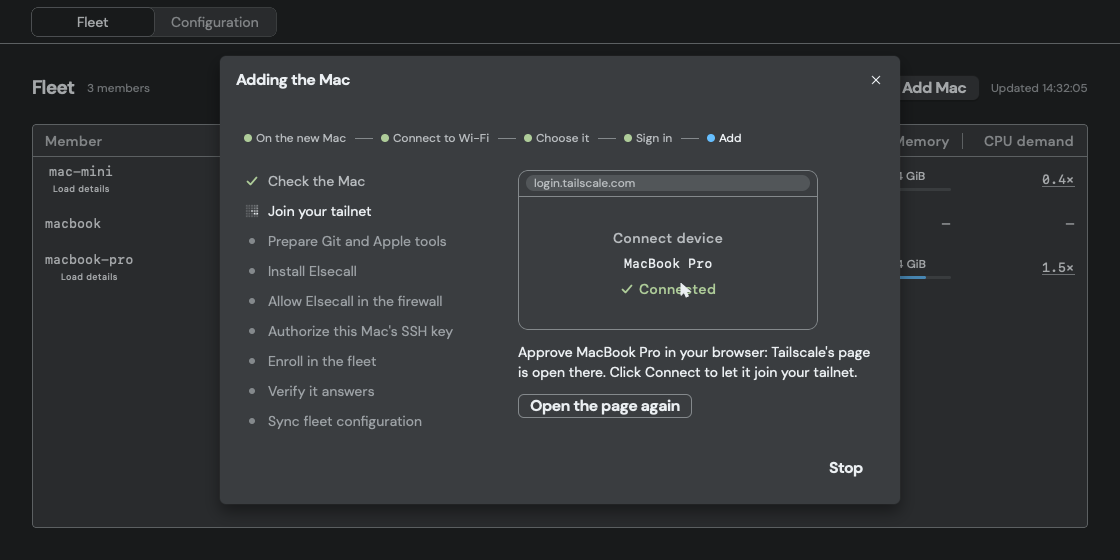 Fleet
Configuration
Fleet
3 members
Add Mac
Updated 14:32:05
Member
Memory
CPU demand
mac-mini
Load details
4 GiB
0.4×
macbook
—
—
macbook-pro
Load details
4 GiB
1.5×
Adding the Mac
On the new Mac
Connect to Wi-Fi
Choose it
Sign in
Add
Check the Mac
Join your tailnet
Prepare Git and Apple tools
Install Elsecall
Allow Elsecall in the firewall
Authorize this Mac's SSH key
Enroll in the fleet
Verify it answers
Sync fleet configuration
login.tailscale.com
Connect device
MacBook Pro
Connected
Approve MacBook Pro in your browser: Tailscale's page
is open there. Click Connect to let it join your tailnet.
Open the page again
Stop